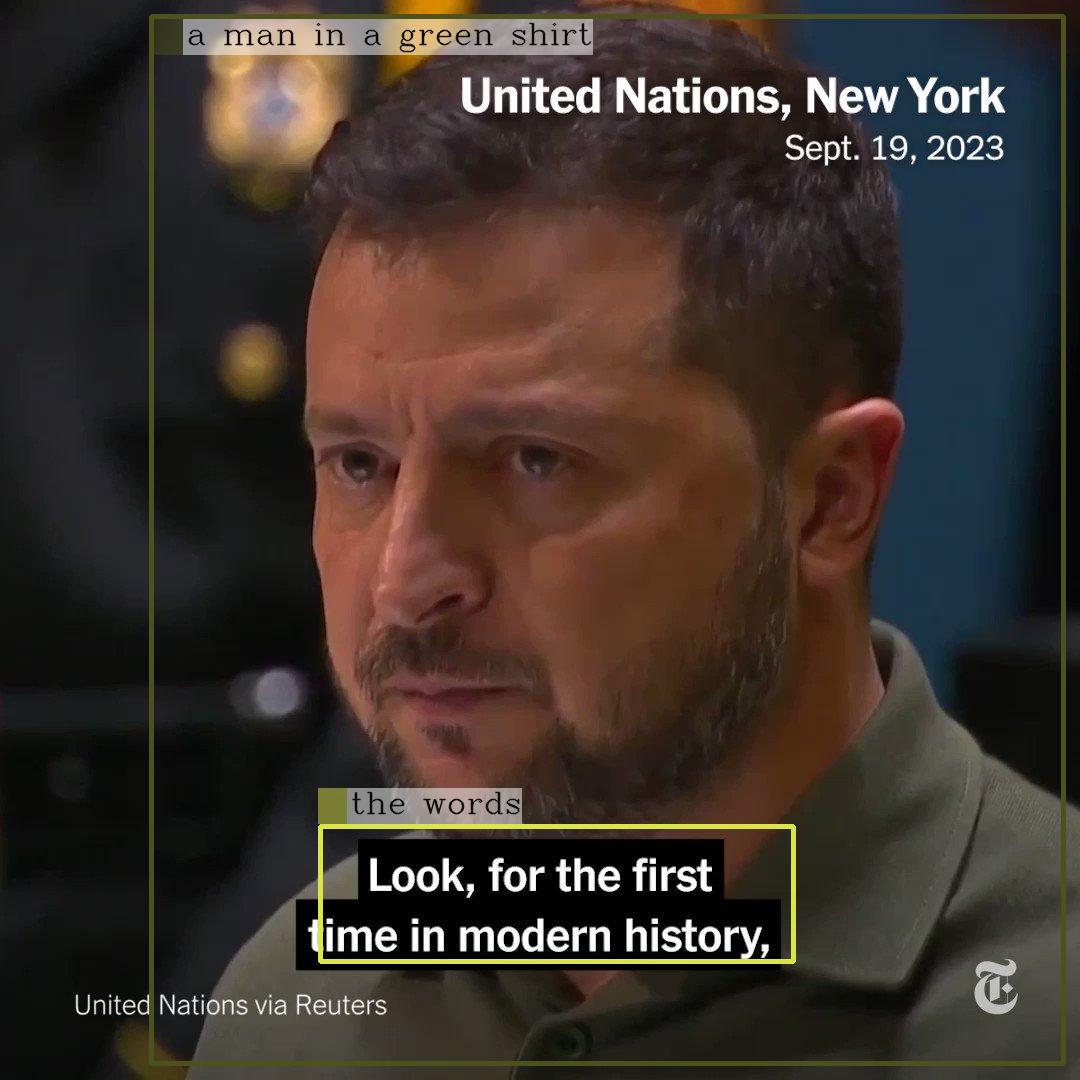 a man in a green shirt
United Nations, New York
Sept. 19, 2023
the words
Look, for the first
time in modern history,
United Nations via Reuters
T